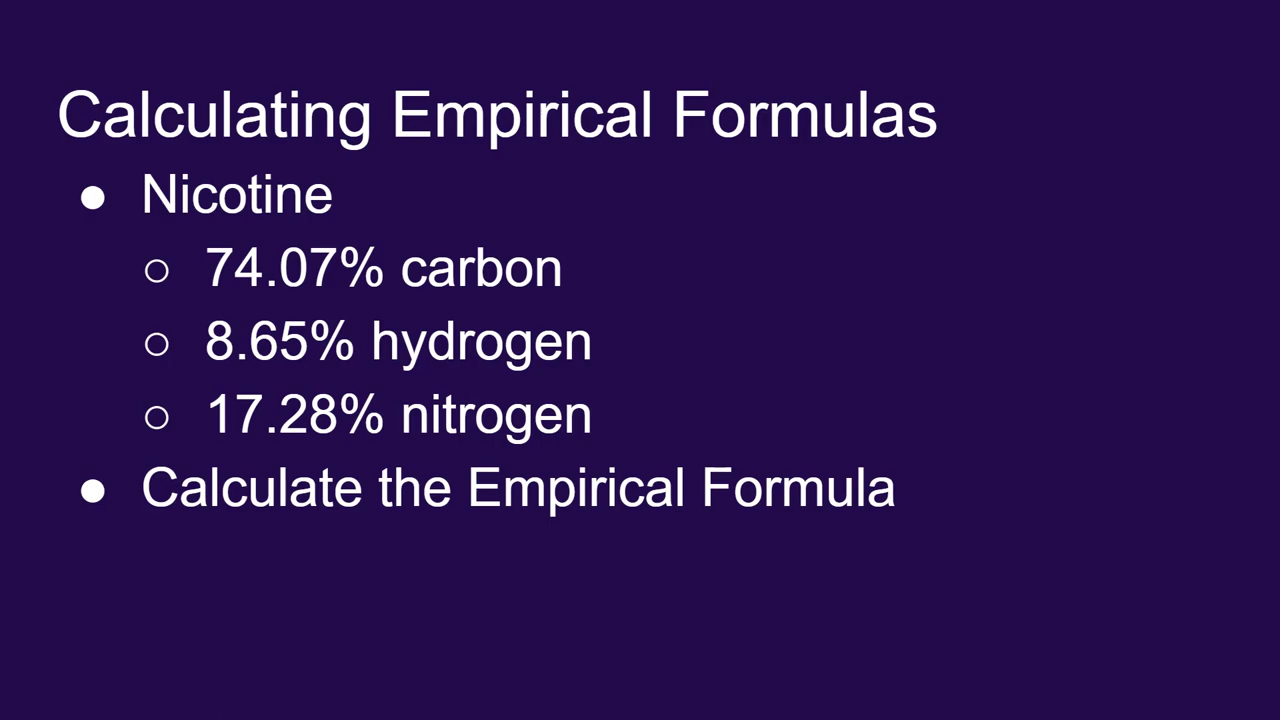 Calculating Empirical Formulas
● Nicotine
○ 74.07% carbon
○ 8.65% hydrogen
○ 17.28% nitrogen
● Calculate the Empirical Formula